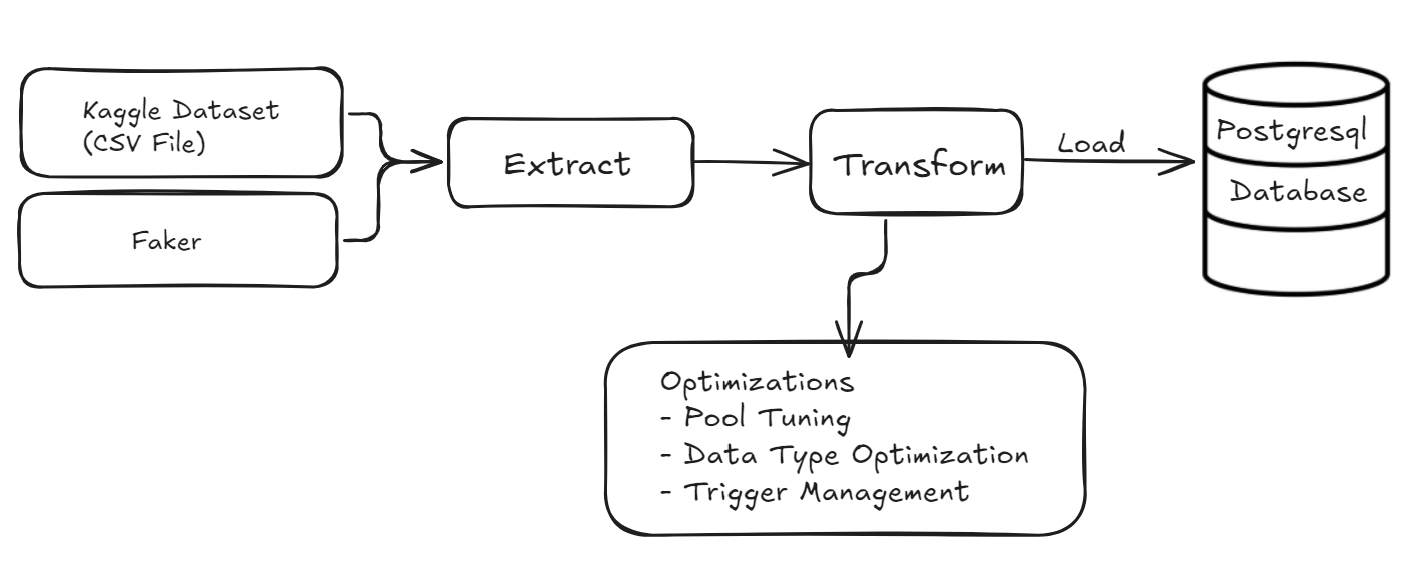 Kaggle Dataset
(CSV File)
Faker
Extract
Transform
Load
Postgresql
Database
Optimizations
- Pool Tuning
- Data Type Optimization
- Trigger Management